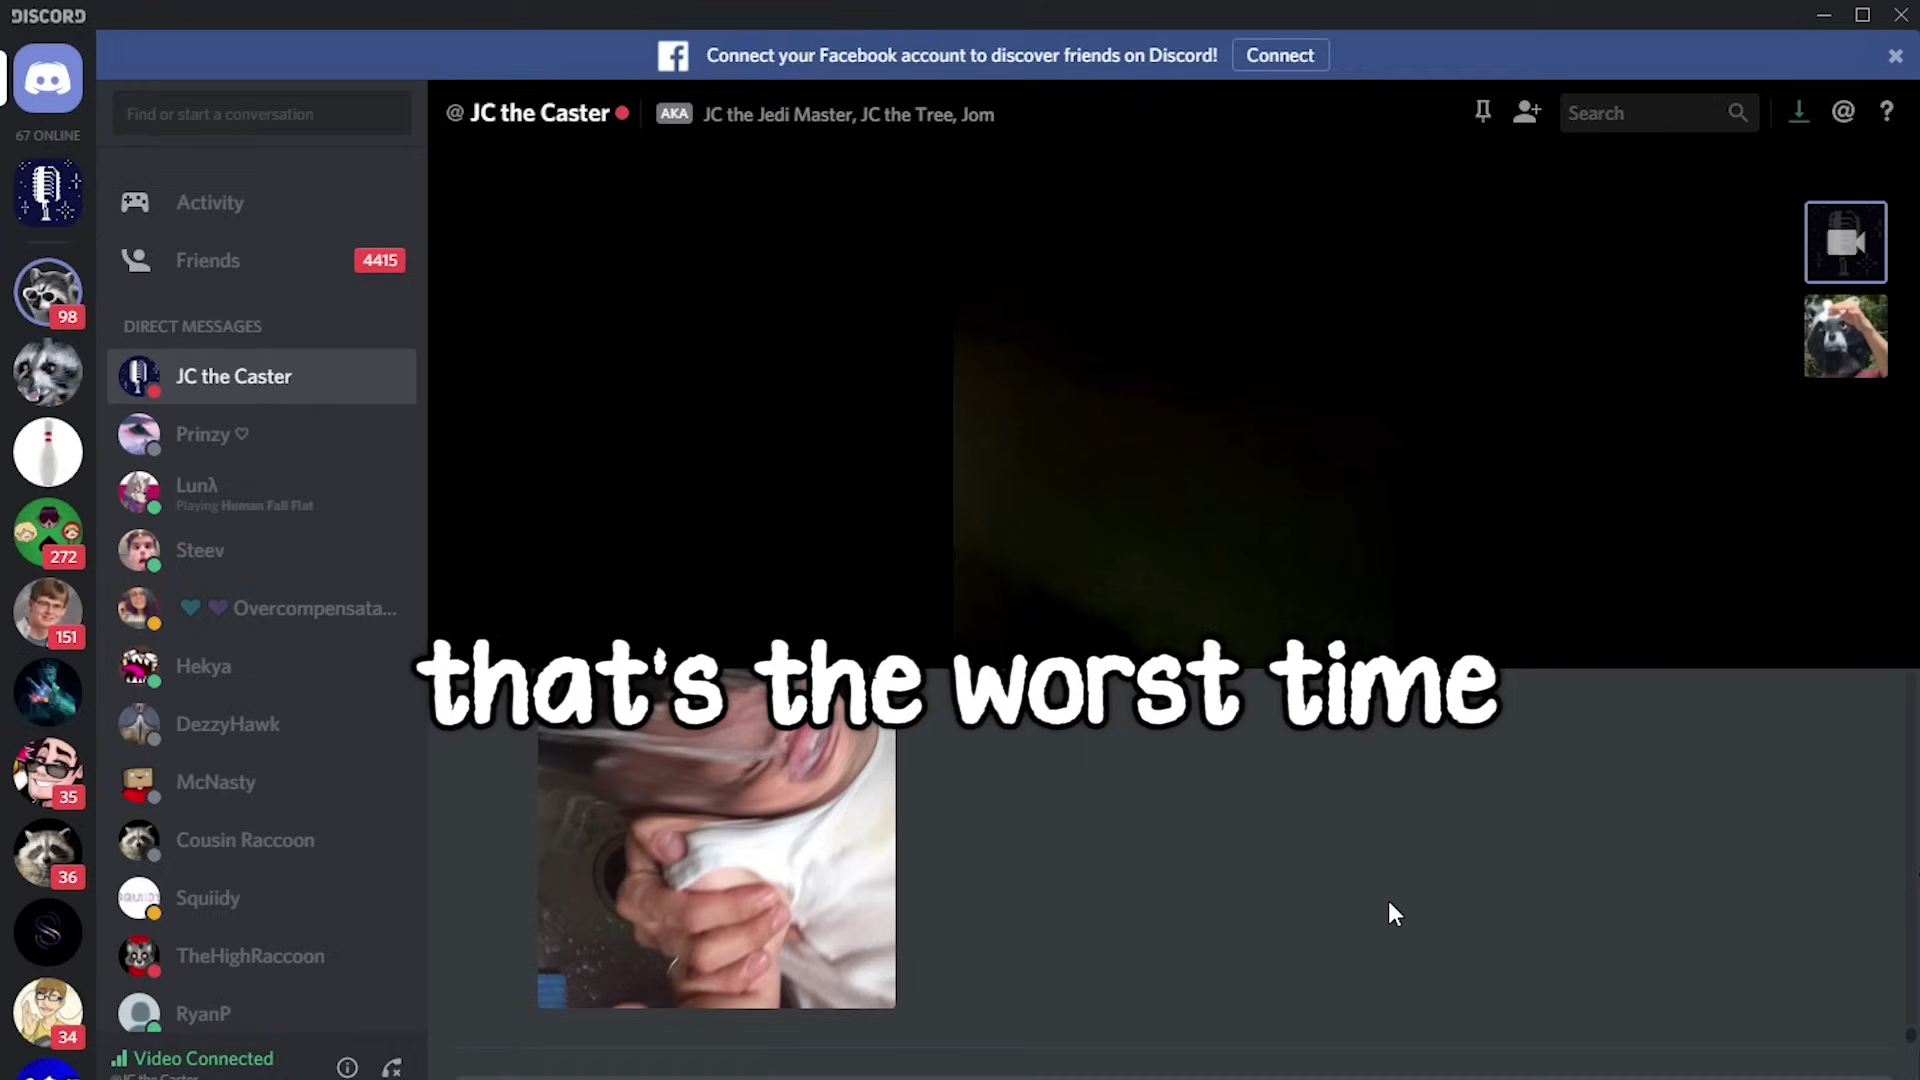 DISCORD
Connect your Facebook account to discover friends on Discord! Connect
67 ONLINE
Find or start a conversation
@ JC the Caster AKA JC the Jedi Master, JC the Tree, Jom
Search
Activity
Friends 4415
DIRECT MESSAGES
JC the Caster
Prinzy ♡
Lunλ
Playing Human Fall Flat
Steev
Overcompensata...
Hekya
DezzyHawk
McNasty
Cousin Raccoon
Squiidy
TheHighRaccoon
RyanP
Video Connected
98
272
151
35
36
34
that's the worst time